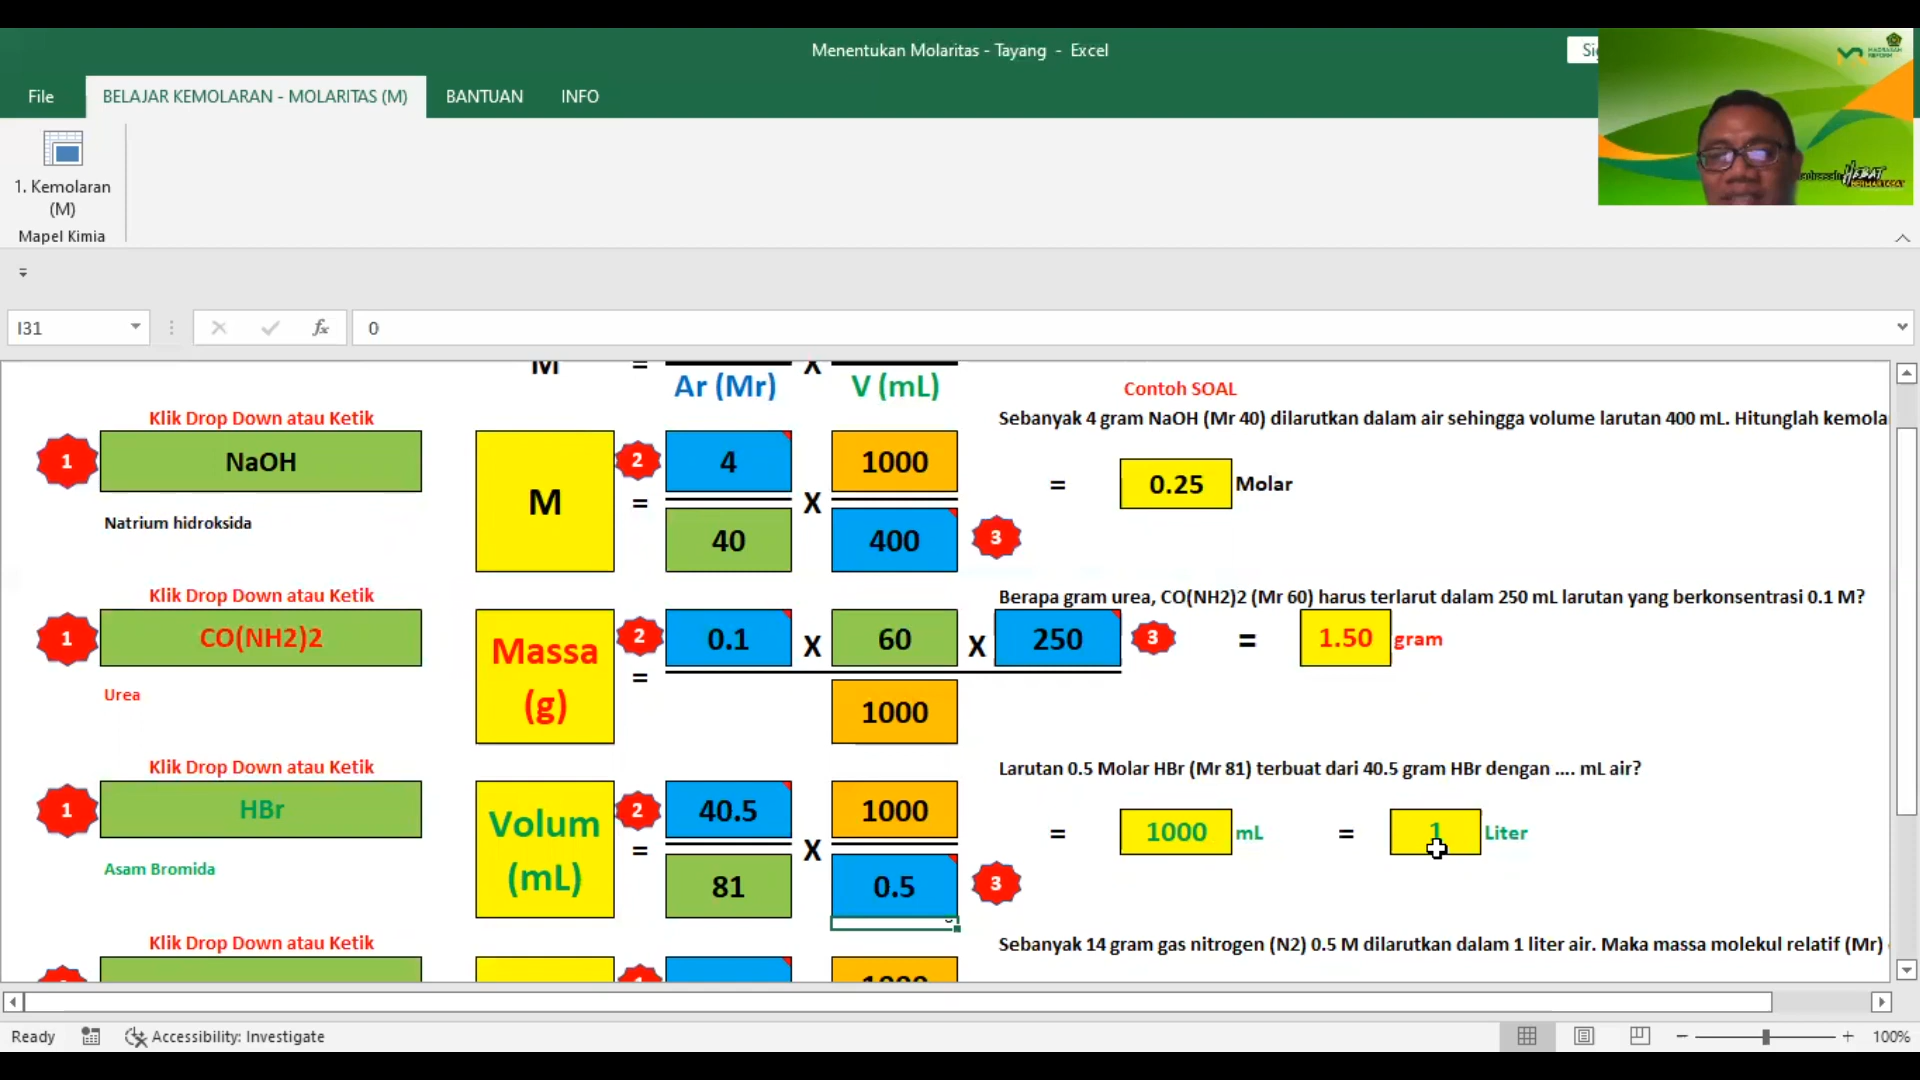 Menentukan Molaritas - Tayang - Excel
File BELAJAR KEMOLARAN - MOLARITAS (M) BANTUAN INFO
1. Kemolaran
(M)
Mapel Kimia
I31 fx 0
M = X
Ar (Mr) V (mL) Contoh SOAL
Klik Drop Down atau Ketik Sebanyak 4 gram NaOH (Mr 40) dilarutkan dalam air sehingga volume larutan 400 mL. Hitunglah kemola
1 NaOH 2 4 1000
M = X = 0.25 Molar
Natrium hidroksida 40 400 3
Klik Drop Down atau Ketik Berapa gram urea, CO(NH2)2 (Mr 60) harus terlarut dalam 250 mL larutan yang berkonsentrasi 0.1 M?
1 CO(NH2)2 Massa 2 0.1 X 60 X 250 3 = 1.50 gram
Urea (g) = 1000
Klik Drop Down atau Ketik Larutan 0.5 Molar HBr (Mr 81) terbuat dari 40.5 gram HBr dengan .... mL air?
1 HBr Volum 2 40.5 1000
= X = 1000 mL = 1 Liter
Asam Bromida (mL) 81 0.5 3
Klik Drop Down atau Ketik Sebanyak 14 gram gas nitrogen (N2) 0.5 M dilarutkan dalam 1 liter air. Maka massa molekul relatif (Mr)
1000
Ready Accessibility: Investigate 100%